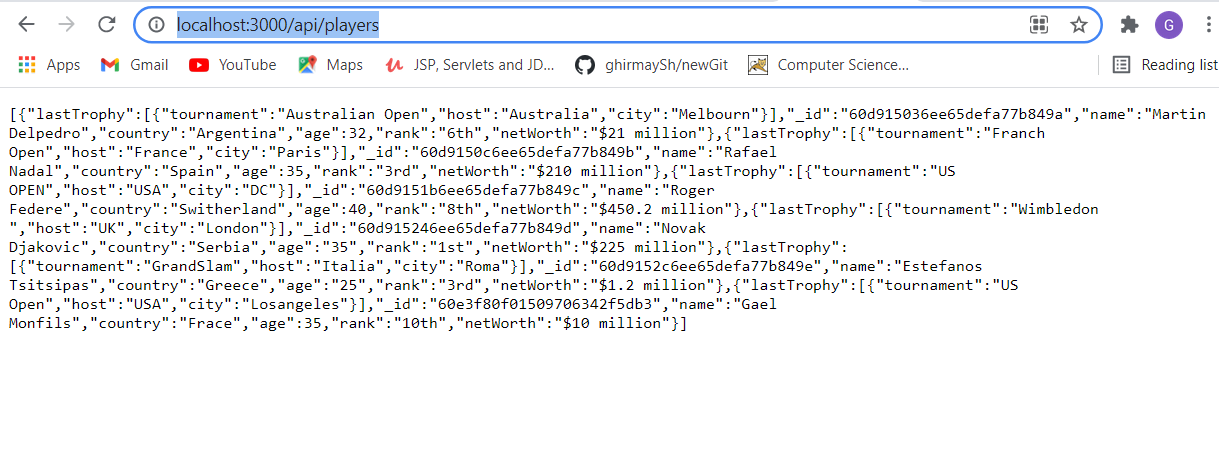 localhost:3000/api/players
G
Apps
Gmail
YouTube
Maps
JSP, Servlets and JD...
ghirmaySh/newGit
Computer Science...
Reading list
[{"lastTrophy":[{"tournament":"Australian Open","host":"Australia","city":"Melbourn"}],"_id":"60d915036ee65defa77b849a","name":"Martin
Delpedro","country":"Argentina","age":32,"rank":"6th","netWorth":"$21 million"},{"lastTrophy":[{"tournament":"Franch
Open","host":"France","city":"Paris"}],"_id":"60d9150c6ee65defa77b849b","name":"Rafael
Nadal","country":"Spain","age":35,"rank":"3rd","netWorth":"$210 million"},{"lastTrophy":[{"tournament":"US
OPEN","host":"USA","city":"DC"}],"_id":"60d9151b6ee65defa77b849c","name":"Roger
Federe","country":"Switherland","age":40,"rank":"8th","netWorth":"$450.2 million"},{"lastTrophy":[{"tournament":"Wimbledon
","host":"UK","city":"London"}],"_id":"60d915246ee65defa77b849d","name":"Novak
Djakovic","country":"Serbia","age":"35","rank":"1st","netWorth":"$225 million"},{"lastTrophy":
[{"tournament":"GrandSlam","host":"Italia","city":"Roma"}],"_id":"60d9152c6ee65defa77b849e","name":"Estefanos
Tsitsipas","country":"Greece","age":"25","rank":"3rd","netWorth":"$1.2 million"},{"lastTrophy":[{"tournament":"US
Open","host":"USA","city":"Losangeles"}],"_id":"60e3f80f01509706342f5db3","name":"Gael
Monfils","country":"Frace","age":35,"rank":"10th","netWorth":"$10 million"}]